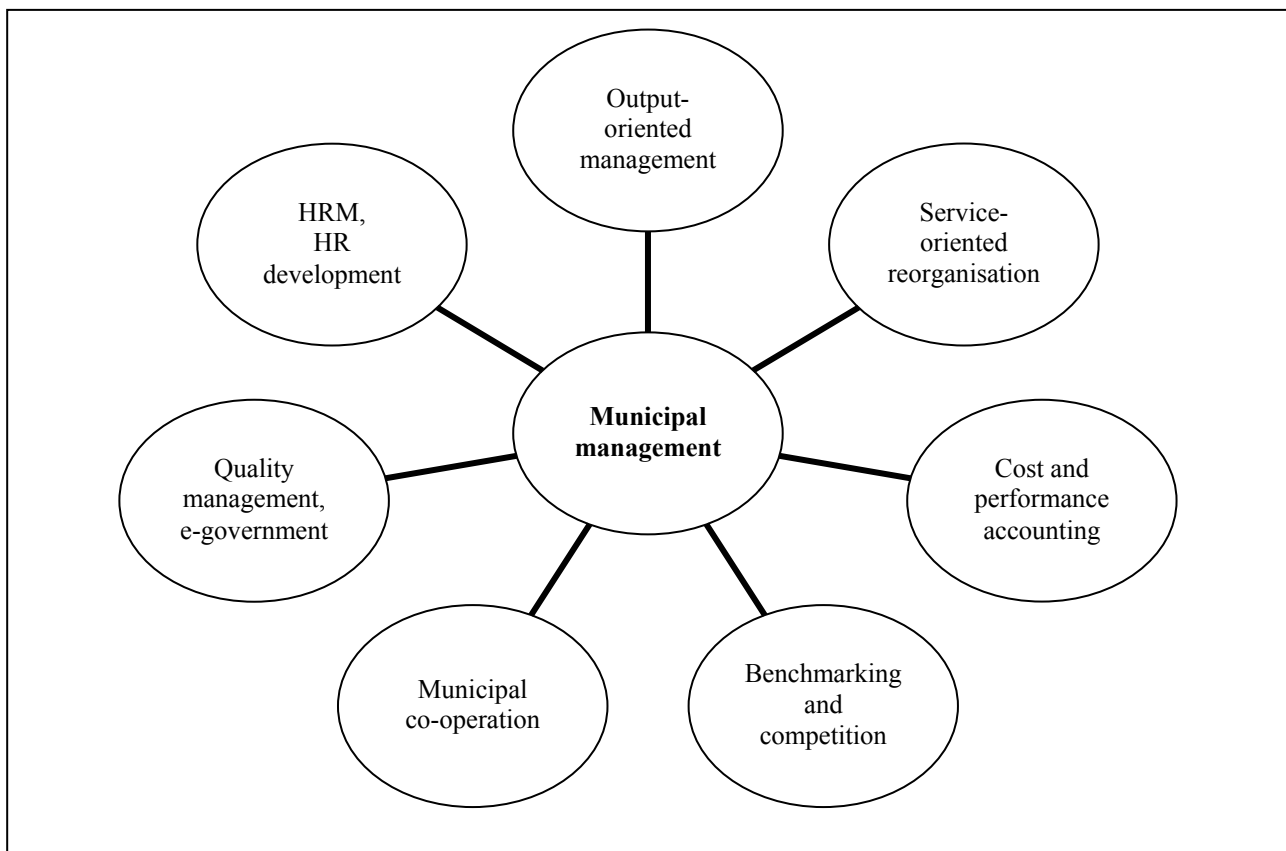 Output-
oriented
management
HRM,
HR
development
Service-
oriented
reorganisation
Municipal
management
Quality
management,
e-government
Cost and
performance
accounting
Municipal
co-operation
Benchmarking
and
competition